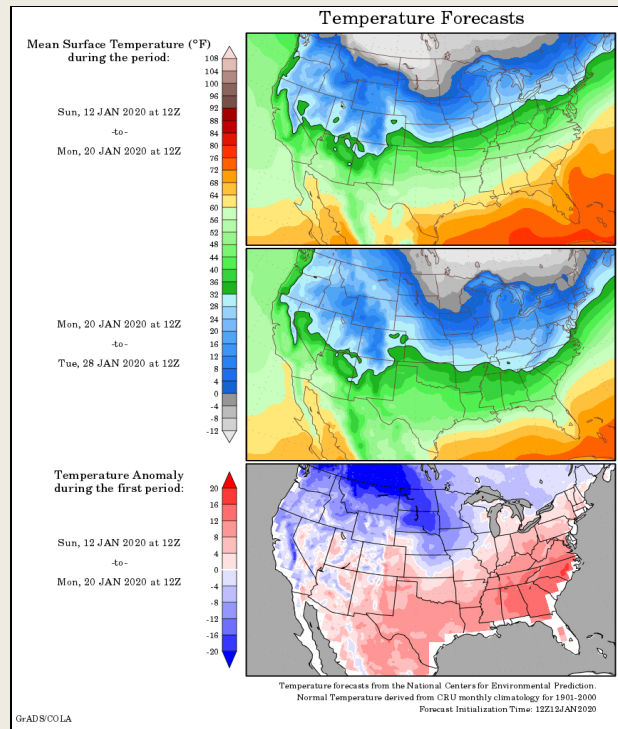 Temperature Forecasts
Mean Surface Temperature (°F)
during the period:
Sun, 12 JAN 2020 at 12Z
-to-
Mon, 20 JAN 2020 at 12Z
108
104
100
96
92
88
84
80
76
72
68
64
60
56
52
48
44
40
36
32
30
28
24
20
16
12
8
4
0
-4
-8
-12
Mon, 20 JAN 2020 at 12Z
-to-
Tue, 28 JAN 2020 at 12Z
Temperature Anomaly
during the first period:
Sun, 12 JAN 2020 at 12Z
-to-
Mon, 20 JAN 2020 at 12Z
20
16
12
8
4
0
-4
-8
-12
-16
-20
Temperature forecasts from the National Centers for Environmental Prediction.
Normal Temperature derived from CRU monthly climatology for 1901-2000
Forecast Initialization Time: 12Z12JAN2020
GrADS/COLA